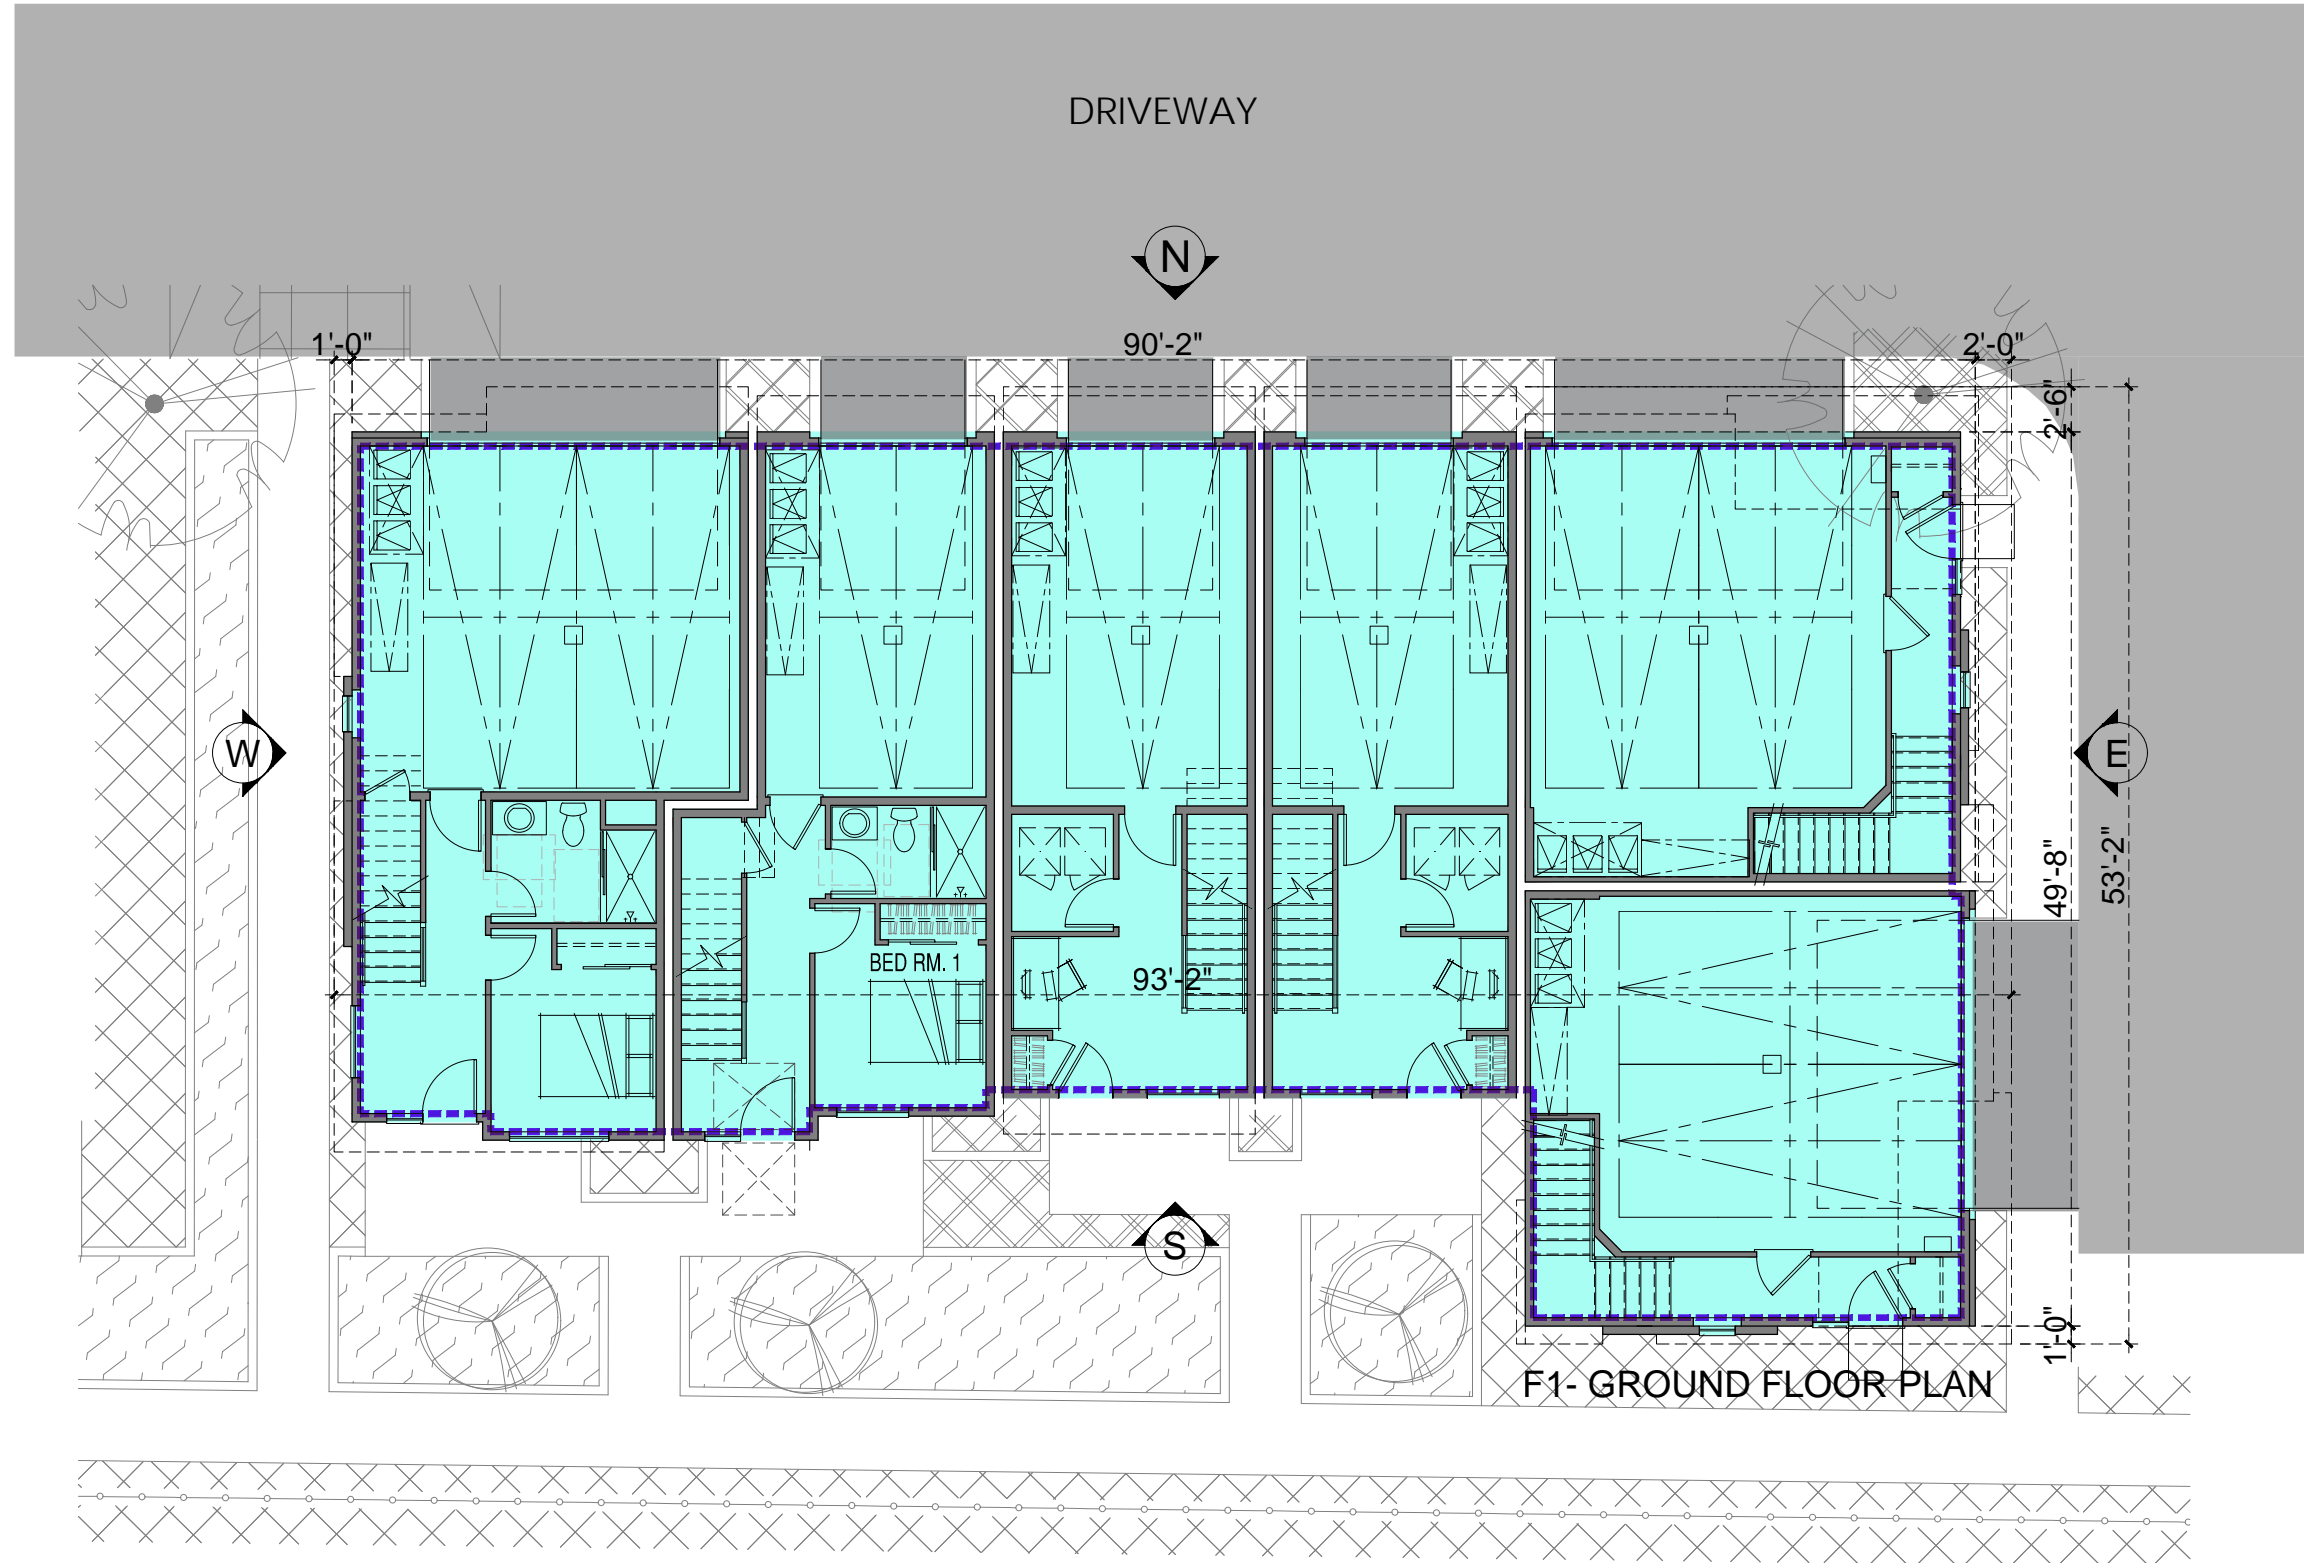 DRIVEWAY
N
1'-0"
90'-2"
2'-0"
2'-6"
W
E
49'-8"
53'-2"
BED RM. 1
93'-2"
S
1'-0"
F1- GROUND FLOOR PLAN